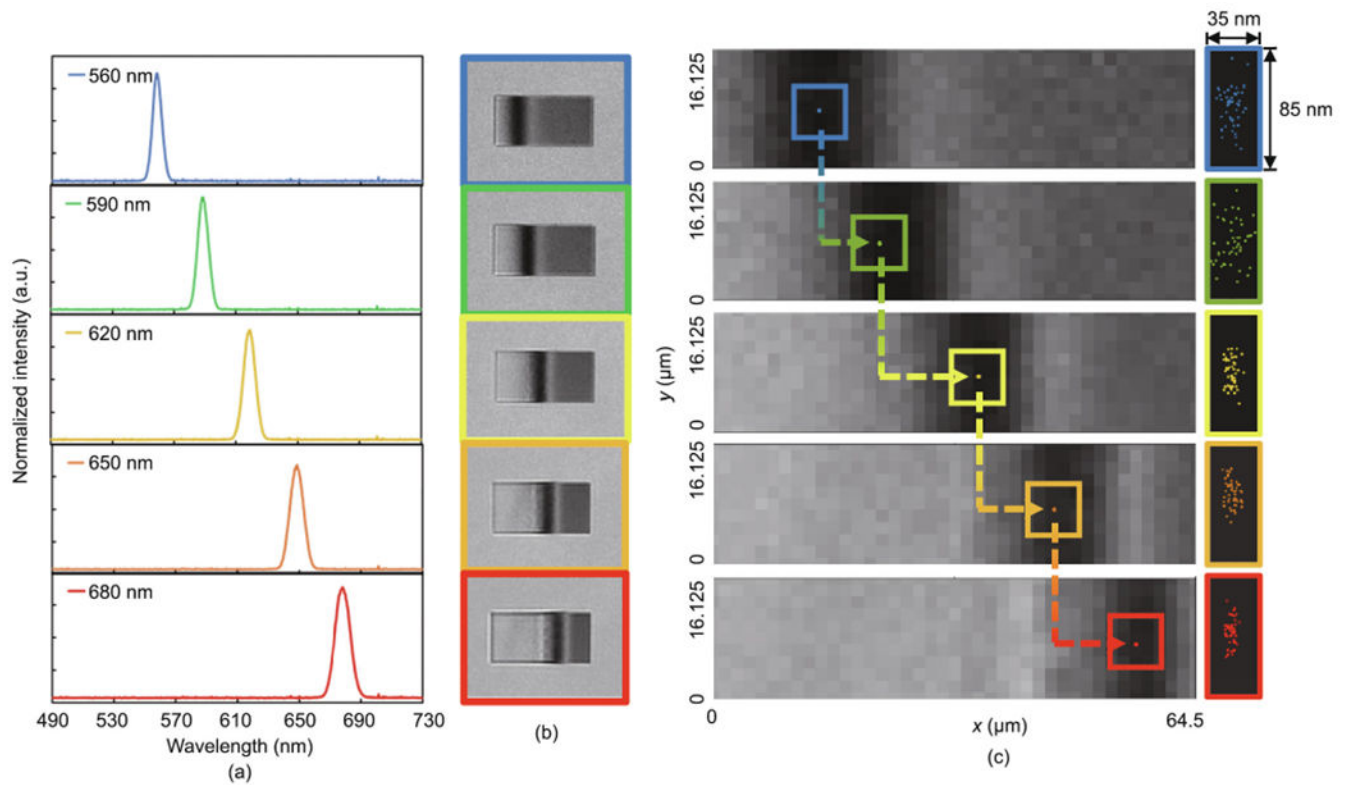 Normalized intensity (a.u.)
560 nm
590 nm
620 nm
650 nm
680 nm
490 530 570 610 650 690 730
Wavelength (nm)
(a)
(b)
y (μm)
16.125
0
16.125
0
16.125
0
16.125
0
16.125
0
0 64.5
x (μm)
(c)
35 nm
85 nm